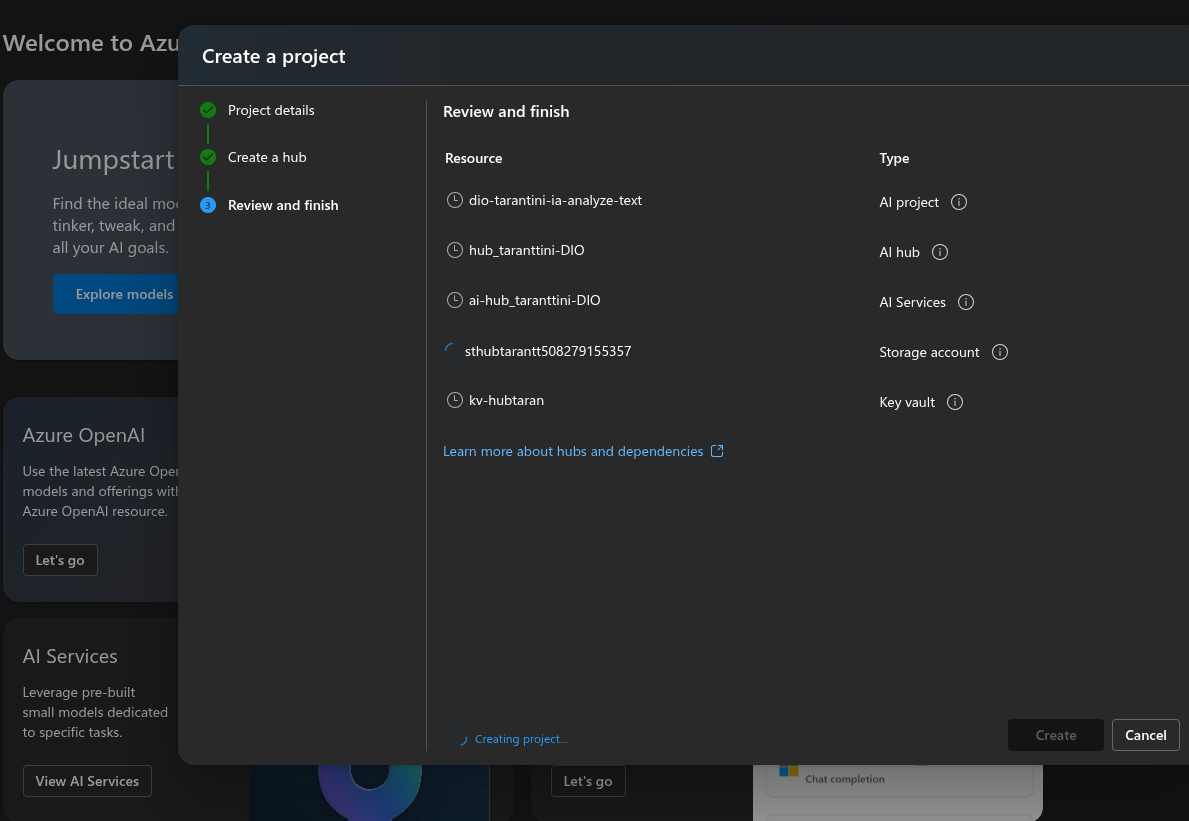 Welcome to Azu
Create a project
Project details
Create a hub
3
Review and finish
Review and finish
Resource
Type
dio-tarantini-ia-analyze-text
AI project
hub_taranttini-DIO
AI hub
ai-hub_taranttini-DIO
AI Services
sthubtarantt508279155357
Storage account
kv-hubtaran
Key vault
Learn more about hubs and dependencies
Creating project...
Create
Cancel
Jumpstart
Find the ideal mo
tinker, tweak, and
all your AI goals.
Explore models
Azure OpenAI
Use the latest Azure Open
models and offerings with
Azure OpenAI resource.
Let's go
AI Services
Leverage pre-built
small models dedicated
to specific tasks.
View AI Services
Let's go
Chat completion